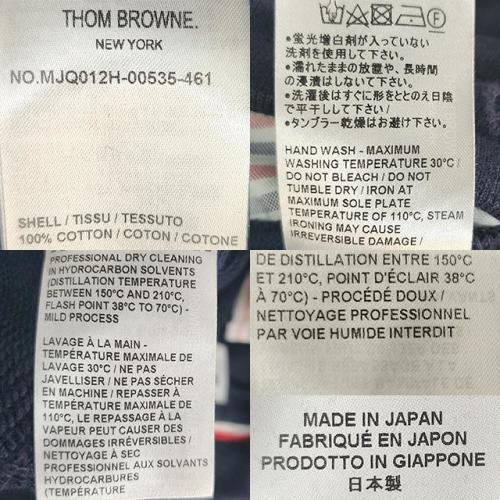 THOM BROWNE.
NEW YORK
NO.MJQ012H-00535-461
SHELL / TISSU / TESSUTO
100% COTTON / COTON / COTONE
F
●蛍光増白剤が入っていない
洗剤を使用して下さい。
●濡れたままの放置や、長時間
の浸漬はしないで下さい。
●洗濯後はすぐに形をととのえ日陰
で平干しして下さい。
●タンブラー乾燥はお避け下さい。
HAND WASH - MAXIMUM
WASHING TEMPERATURE 30°C /
DO NOT BLEACH / DO NOT
TUMBLE DRY / IRON AT
MAXIMUM SOLE PLATE
TEMPERATURE OF 110°C, STEAM
IRONING MAY CAUSE
IRREVERSIBLE DAMAGE /
PROFESSIONAL DRY CLEANING
IN HYDROCARBON SOLVENTS
(DISTILLATION TEMPERATURE
BETWEEN 150°C AND 210°C,
FLASH POINT 38°C TO 70°C) -
MILD PROCESS
LAVAGE À LA MAIN -
TEMPÉRATURE MAXIMALE DE
LAVAGE 30°C / NE PAS
JAVELLISER / NE PAS SÉCHER
EN MACHINE / REPASSER À
TEMPÉRATURE MAXIMALE DE
110°C, LE REPASSAGE À LA
VAPEUR PEUT CAUSER DES
DOMMAGES IRRÉVERSIBLES /
NETTOYAGE À SEC
PROFESSIONNEL AUX SOLVANTS
HYDROCARBURES
(TEMPÉRATURE
DE DISTILLATION ENTRE 150°C
ET 210°C, POINT D'ÉCLAIR 38°C
À 70°C) - PROCÉDÉ DOUX /
NETTOYAGE PROFESSIONNEL
PAR VOIE HUMIDE INTERDIT
MADE IN JAPAN
FABRIQUÉ EN JAPON
PRODOTTO IN GIAPPONE
日本製